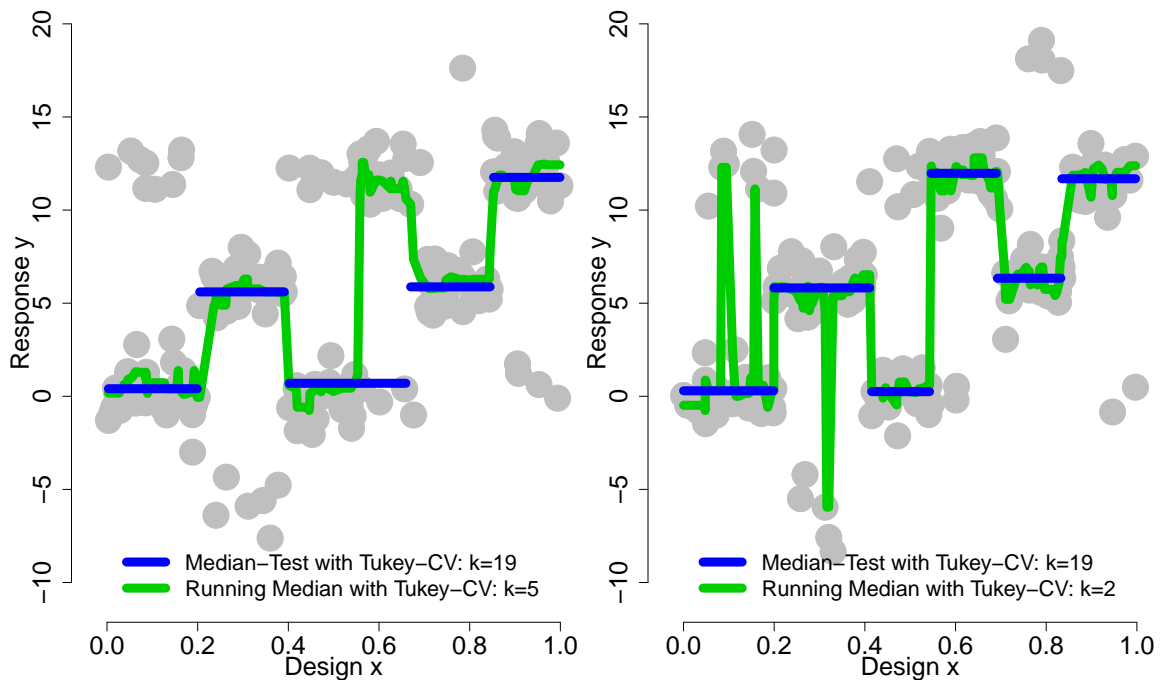 20
15
10
5
0
−5
−10
Response y
Median−Test with Tukey−CV: k=19
Running Median with Tukey−CV: k=5
0.0 0.2 0.4 0.6 0.8 1.0
Design x
20
15
10
5
0
−5
−10
Response y
Median−Test with Tukey−CV: k=19
Running Median with Tukey−CV: k=2
0.0 0.2 0.4 0.6 0.8 1.0
Design x